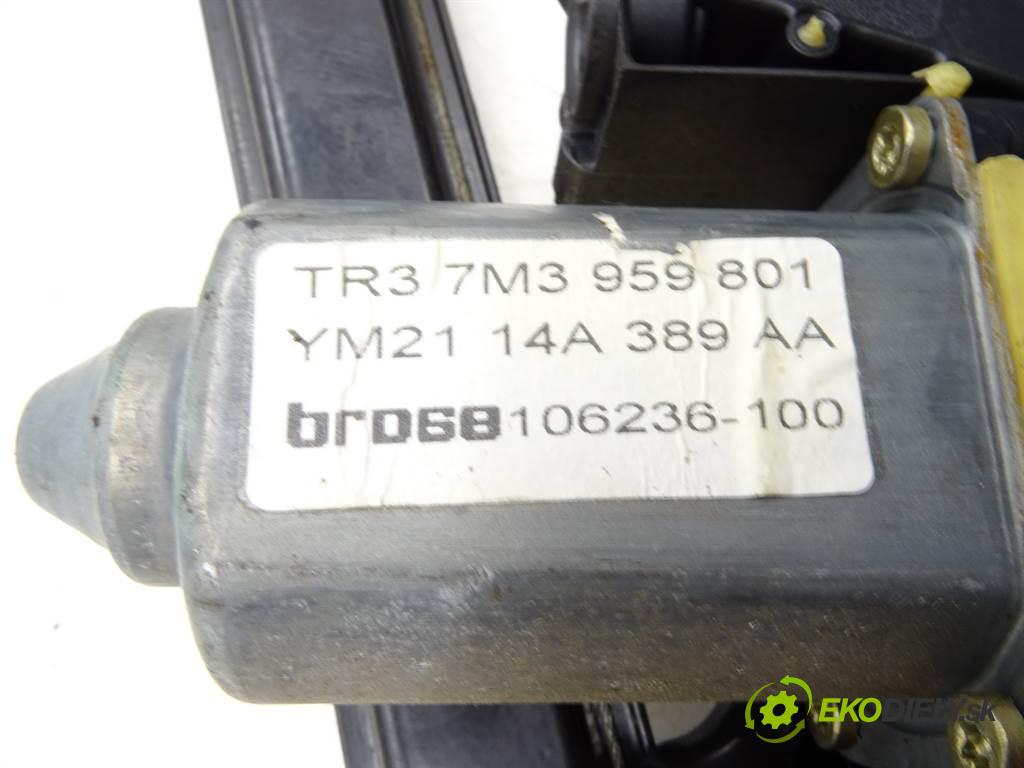 TR3 7M3 959 801
YM21 14A 389 AA
brose 106236-100
EKODIELY.sk